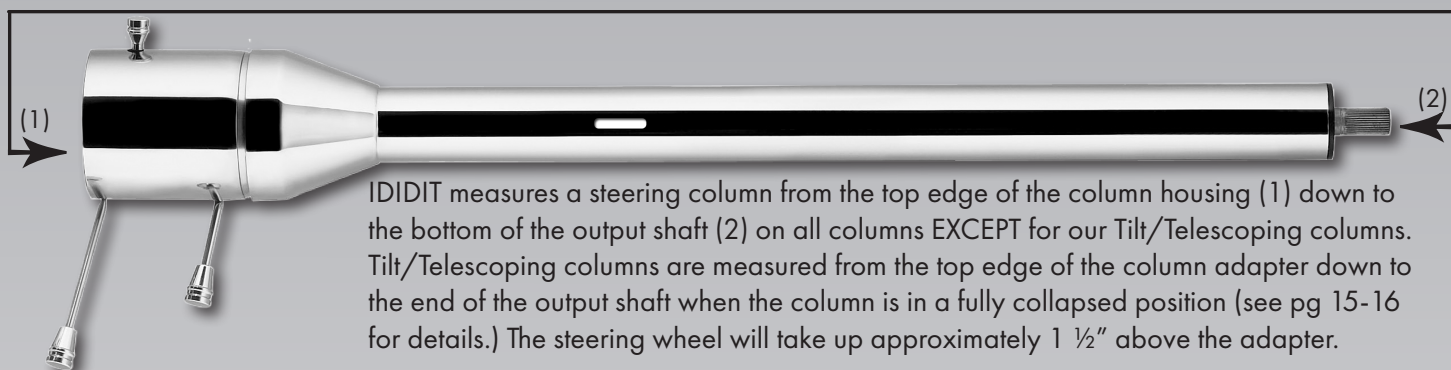 (1)
(2)
IDIDIT measures a steering column from the top edge of the column housing (1) down to
the bottom of the output shaft (2) on all columns EXCEPT for our Tilt/Telescoping columns.
Tilt/Telescoping columns are measured from the top edge of the column adapter down to
the end of the output shaft when the column is in a fully collapsed position (see pg 15-16
for details.) The steering wheel will take up approximately 1 ½” above the adapter.